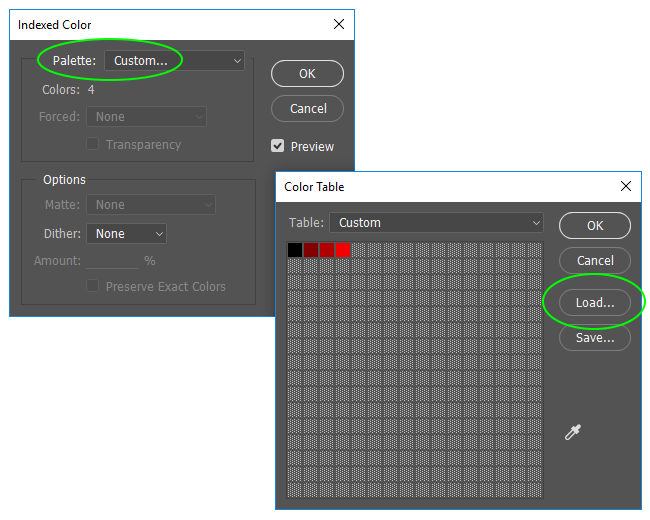 Indexed Color
Palette: Custom...
Colors: 4
Forced: None
Transparency
OK
Cancel
Preview
Options
Matte: None
Dither: None
Amount: %
Preserve Exact Colors
Color Table
Table: Custom
OK
Cancel
Load...
Save...